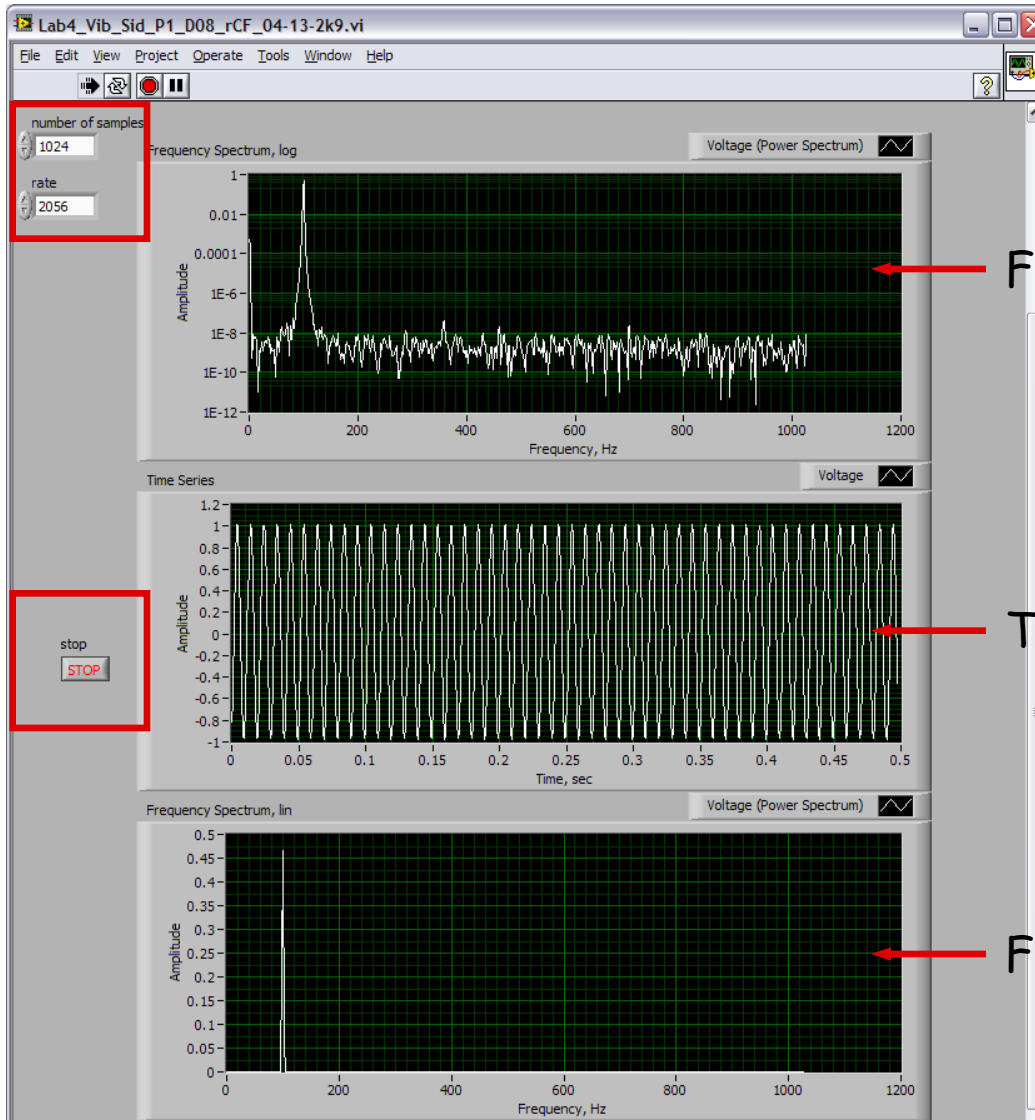 Lab4_Vib_Sid_P1_D08_rCF_04-13-2k9.vi
File Edit View Project Operate Tools Window Help
number of samples
1024
rate
2056
Frequency Spectrum, log
Voltage (Power Spectrum)
1
0.01
0.0001
1E-6
1E-8
1E-10
1E-12
Amplitude
0 200 400 600 800 1000 1200
Frequency, Hz
F
Time Series
Voltage
1.2
1
0.8
0.6
0.4
0.2
0
-0.2
-0.4
-0.6
-0.8
-1
Amplitude
0 0.05 0.1 0.15 0.2 0.25 0.3 0.35 0.4 0.45 0.5
Time, sec
T
stop
STOP
Frequency Spectrum, lin
Voltage (Power Spectrum)
0.5
0.45
0.4
0.35
0.3
0.25
0.2
0.15
0.1
0.05
0
Amplitude
0 200 400 600 800 1000 1200
Frequency, Hz
F